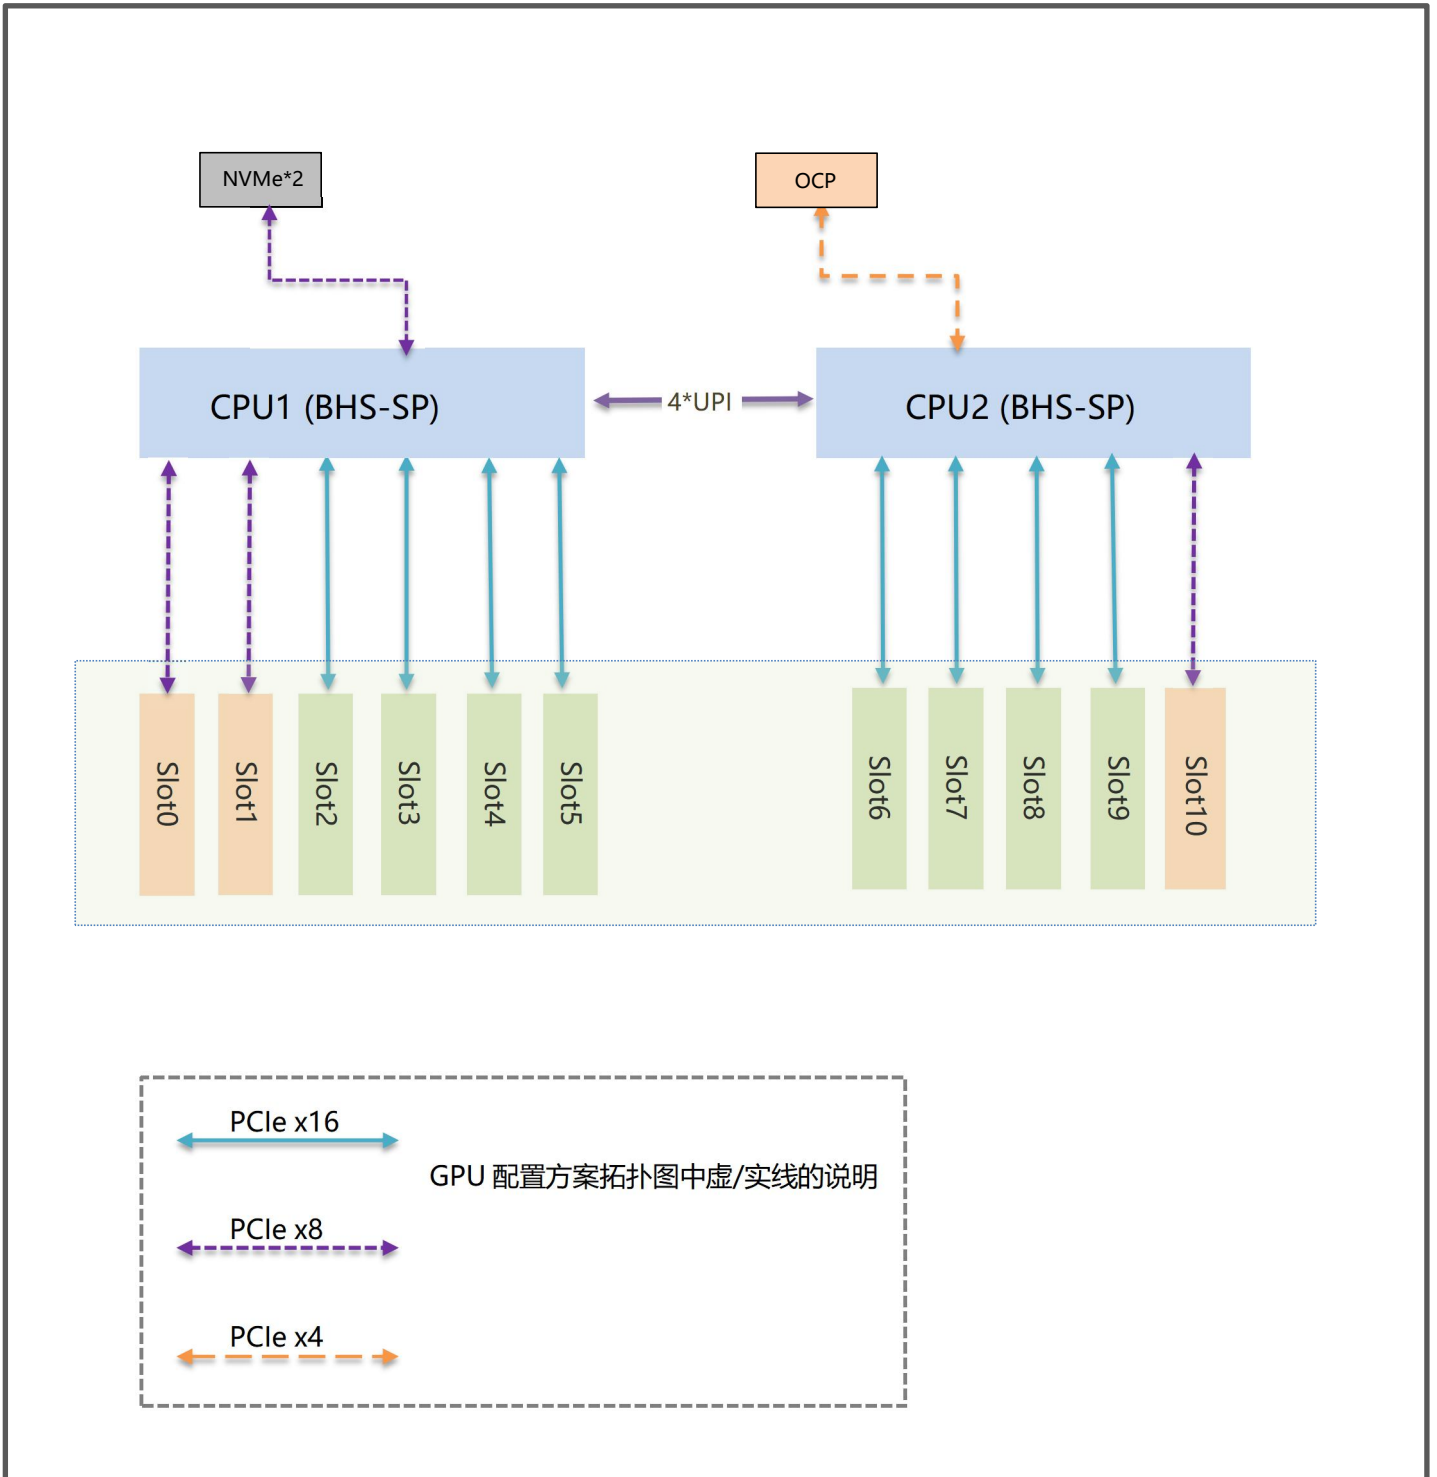 NVMe*2
OCP
CPU1 (BHS-SP)
4*UPI
CPU2 (BHS-SP)
Slot0
Slot1
Slot2
Slot3
Slot4
Slot5
Slot6
Slot7
Slot8
Slot9
Slot10
PCIe x16
GPU 配置方案拓扑图中虚/实线的说明
PCIe x8
PCIe x4